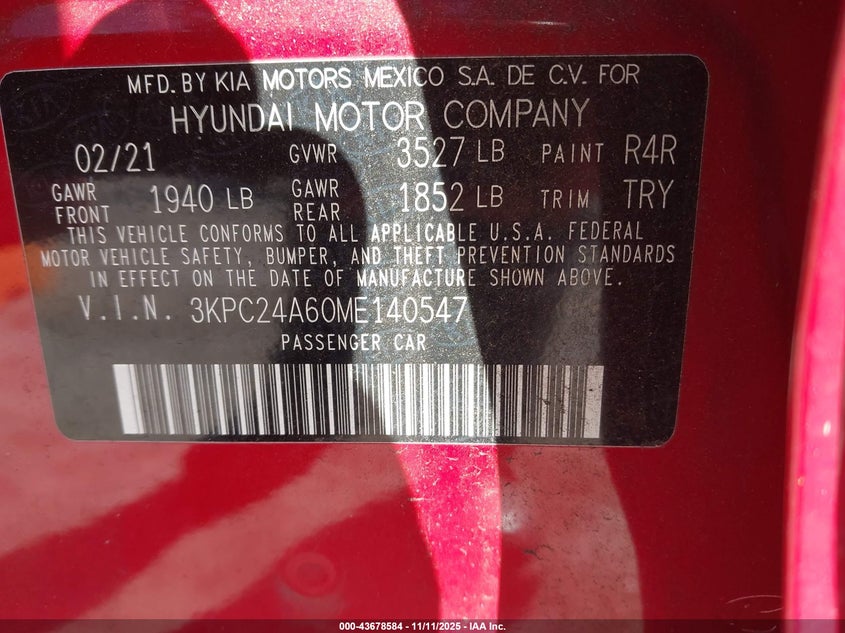 MFD. BY KIA MOTORS MEXICO S.A. DE C.V. FOR
HYUNDAI MOTOR COMPANY
02/21 GVWR 3527 LB PAINT R4R
GAWR FRONT 1940 LB GAWR REAR 1852 LB TRIM TRY
THIS VEHICLE CONFORMS TO ALL APPLICABLE U.S.A. FEDERAL
MOTOR VEHICLE SAFETY, BUMPER, AND THEFT PREVENTION STANDARDS
IN EFFECT ON THE DATE OF MANUFACTURE SHOWN ABOVE.
V.I.N. 3KPC24A60ME140547
PASSENGER CAR
000-43678584 - 11/11/2025 - IAA Inc.